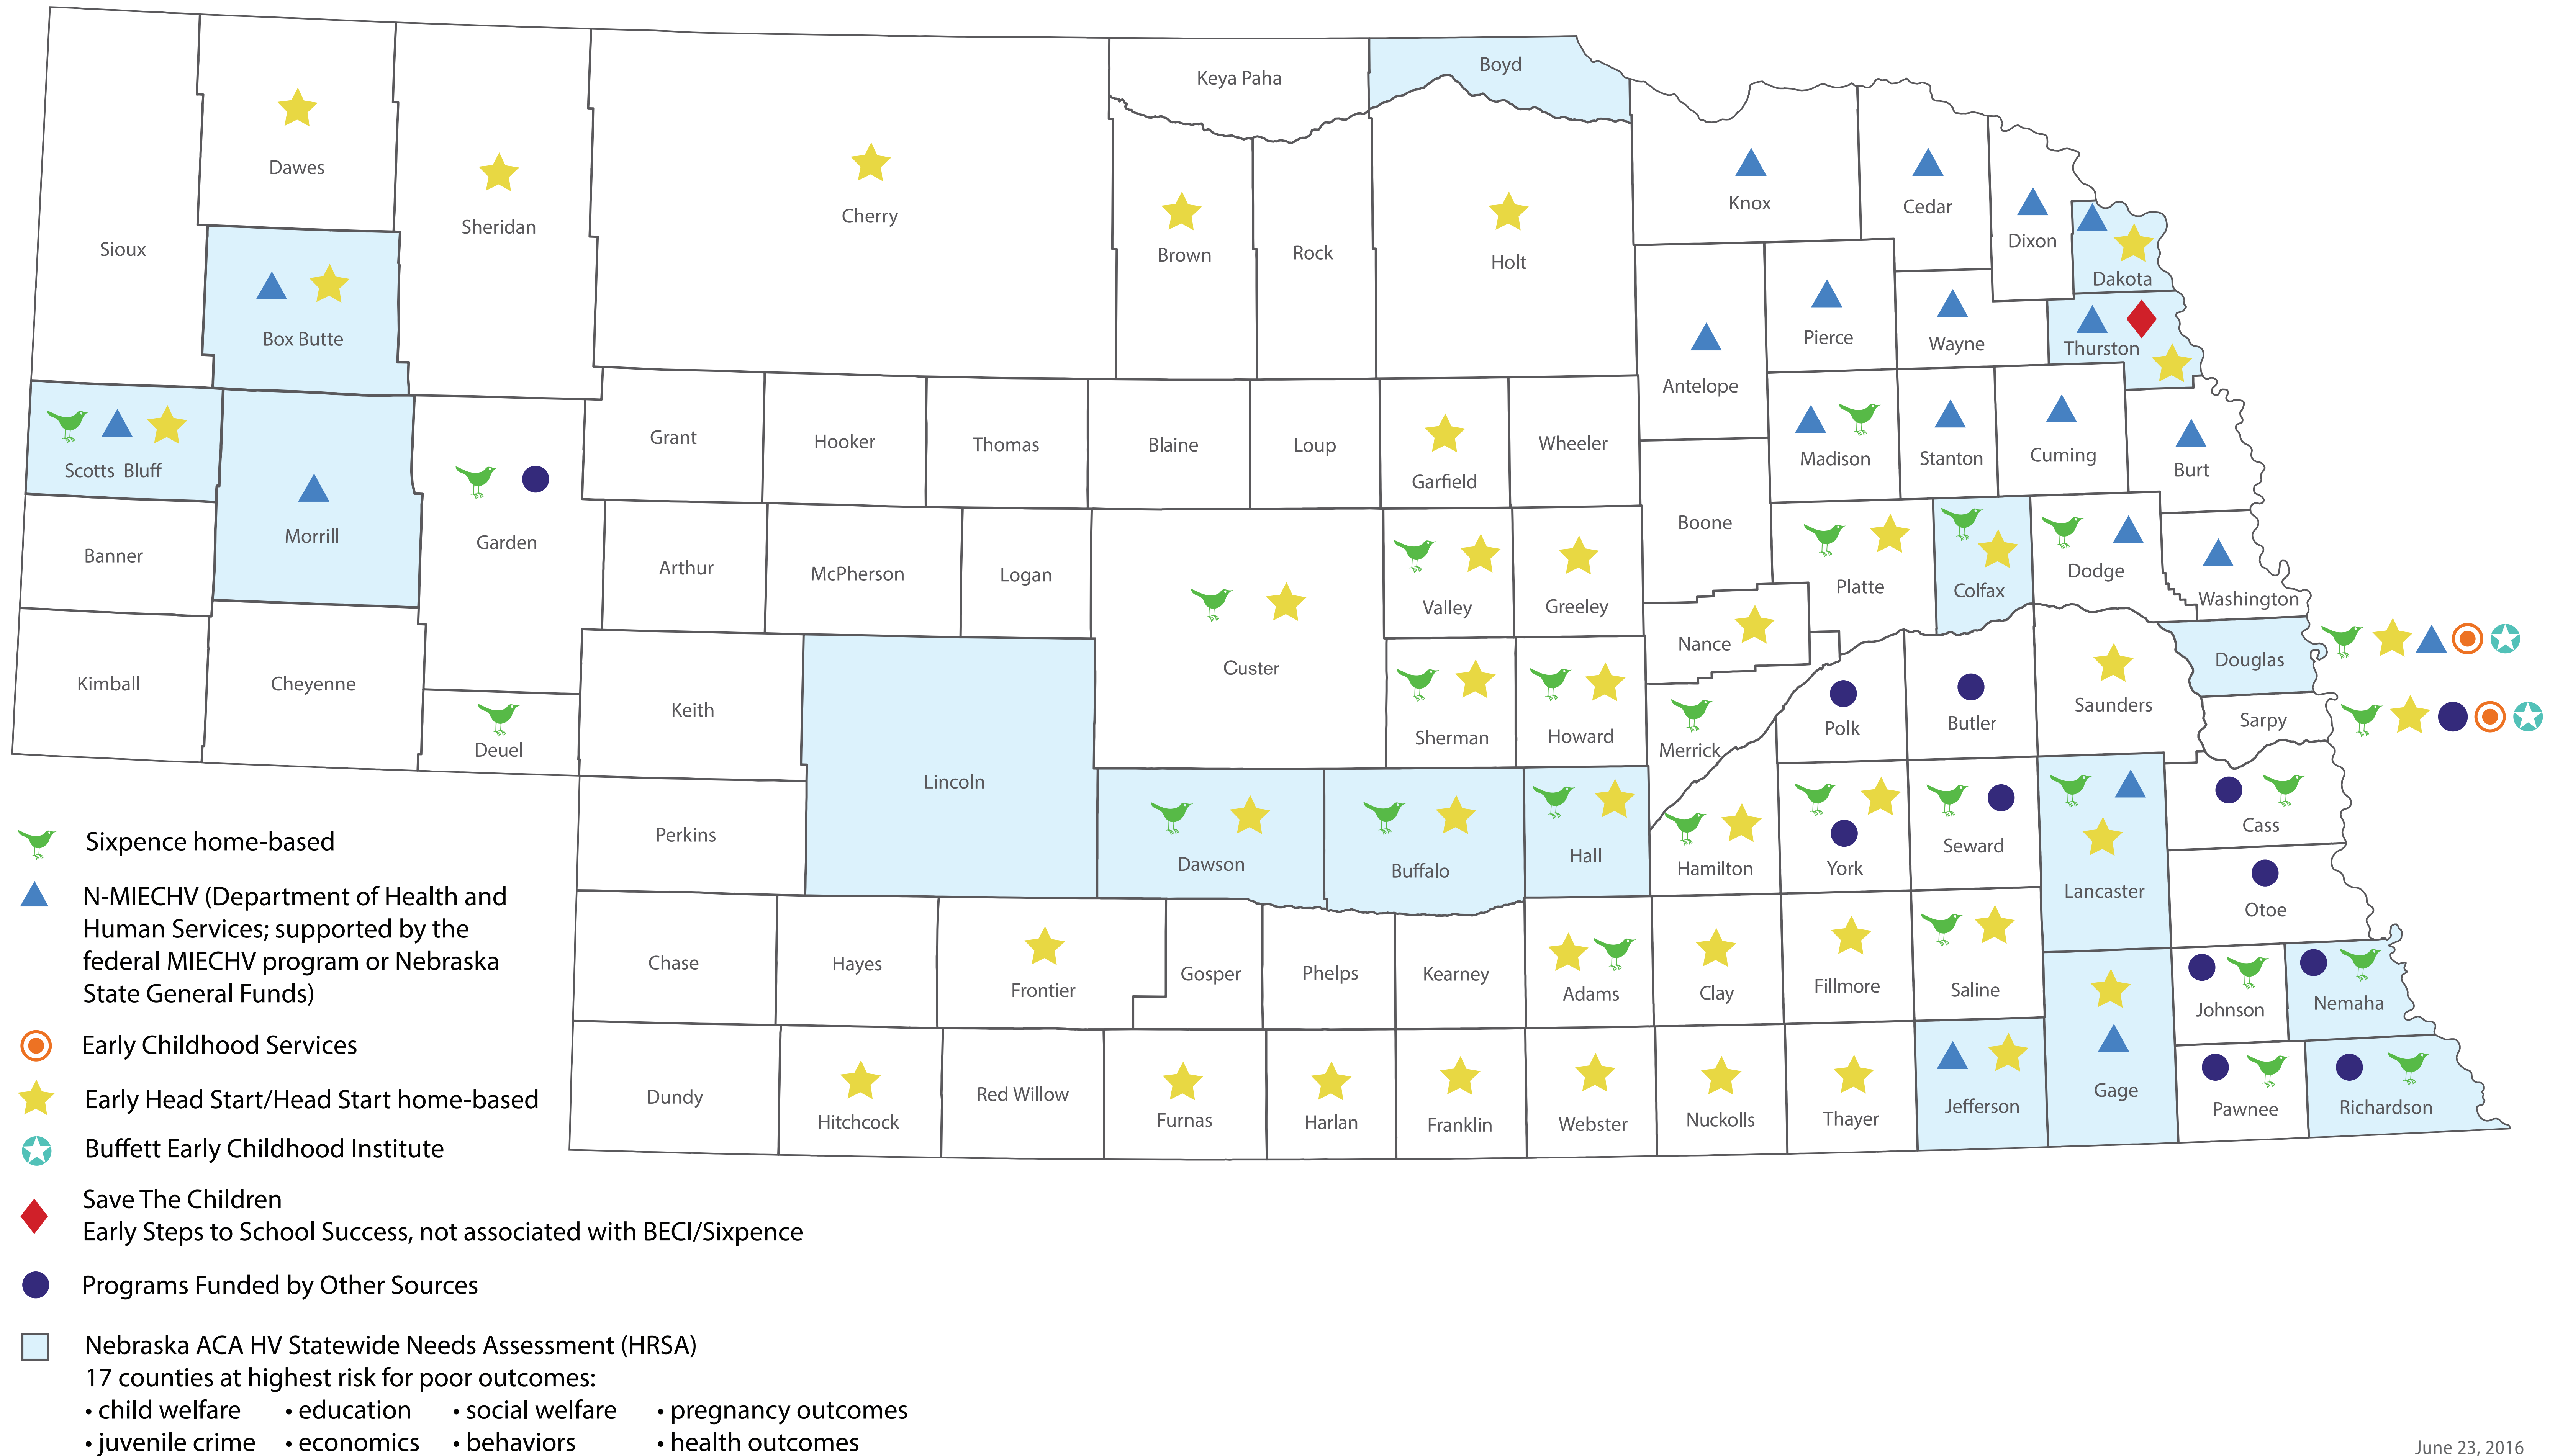 Keya Paha
Boyd
Dawes
Sheridan
Cherry
Sioux
Brown
Rock
Holt
Knox
Cedar
Dixon
Dakota
Box Butte
Antelope
Pierce
Wayne
Thurston
Scotts Bluff
Morrill
Garden
Grant
Hooker
Thomas
Blaine
Loup
Garfield
Wheeler
Madison
Stanton
Cuming
Burt
Banner
Arthur
McPherson
Logan
Custer
Valley
Greeley
Boone
Platte
Colfax
Dodge
Washington
Kimball
Cheyenne
Deuel
Keith
Lincoln
Sherman
Howard
Nance
Merrick
Polk
Butler
Saunders
Douglas
Sarpy
Perkins
Dawson
Buffalo
Hall
Hamilton
York
Seward
Lancaster
Cass
Otoe
Chase
Hayes
Frontier
Gosper
Phelps
Kearney
Adams
Clay
Fillmore
Saline
Johnson
Nemaha
Dundy
Hitchcock
Red Willow
Furnas
Harlan
Franklin
Webster
Nuckolls
Thayer
Jefferson
Gage
Pawnee
Richardson
Sixpence home-based
N-MIECHV (Department of Health and
Human Services; supported by the
federal MIECHV program or Nebraska
State General Funds)
Early Childhood Services
Early Head Start/Head Start home-based
Buffett Early Childhood Institute
Save The Children
Early Steps to School Success, not associated with BECI/Sixpence
Programs Funded by Other Sources
Nebraska ACA HV Statewide Needs Assessment (HRSA)
17 counties at highest risk for poor outcomes:
• child welfare • education • social welfare • pregnancy outcomes
• juvenile crime • economics • behaviors • health outcomes
June 23, 2016